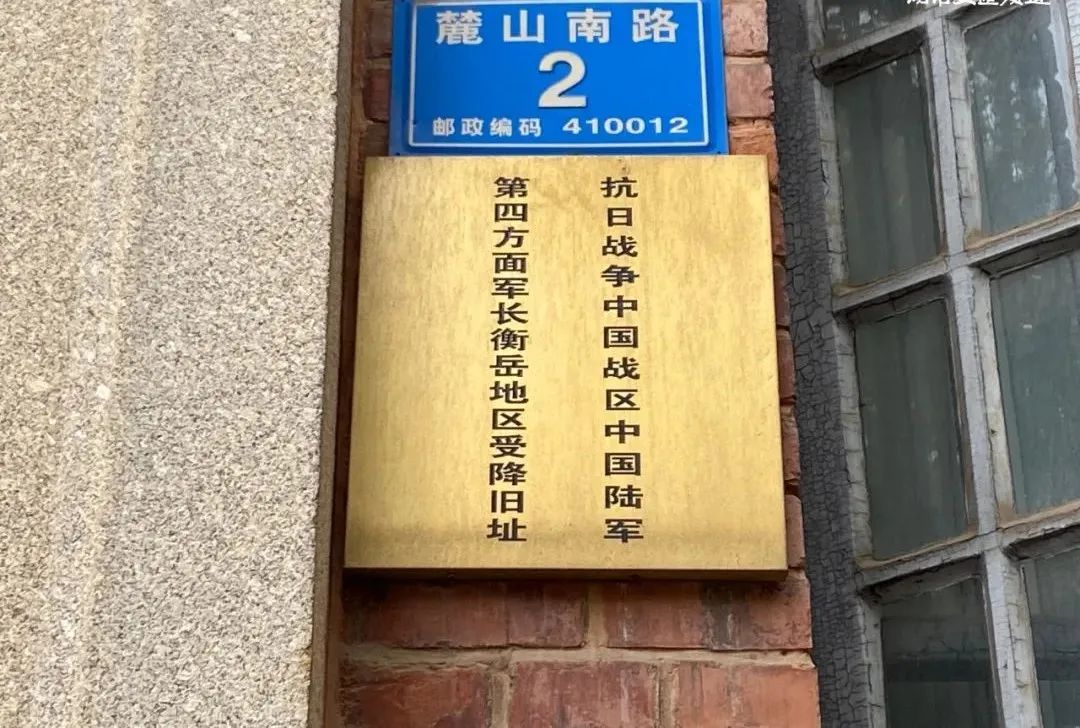 麓山南路
2
邮政编码 410012
抗日战争中国战区中国陆军
第四方面军长衡岳地区受降旧址